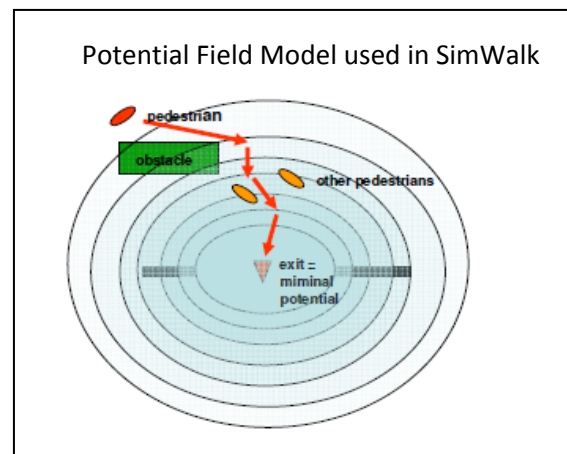 Potential Field Model used in SimWalk
pedestrian
obstacle
other pedestrians
exit =
miminal
potential